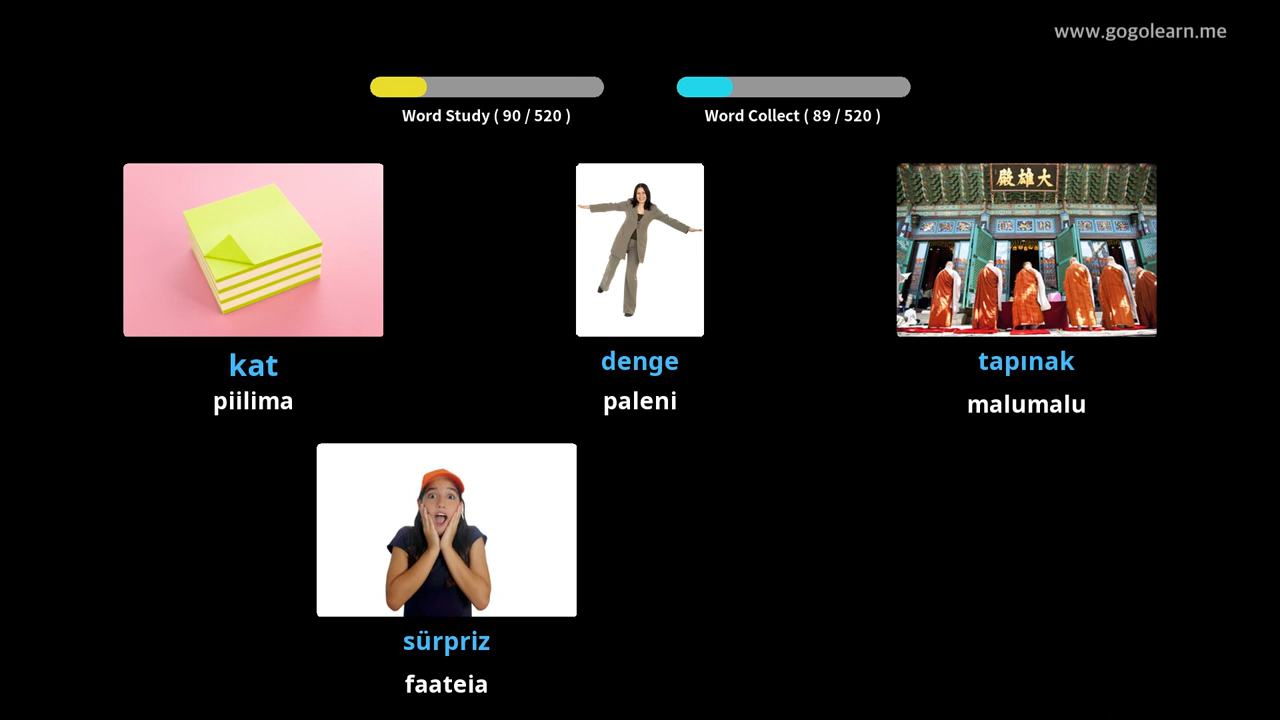 www.gogolearn.me
Word Study ( 90 / 520 )
Word Collect ( 89 / 520 )
殿雄大
kat
denge
tapınak
piilima
paleni
malumalu
sürpriz
faateia